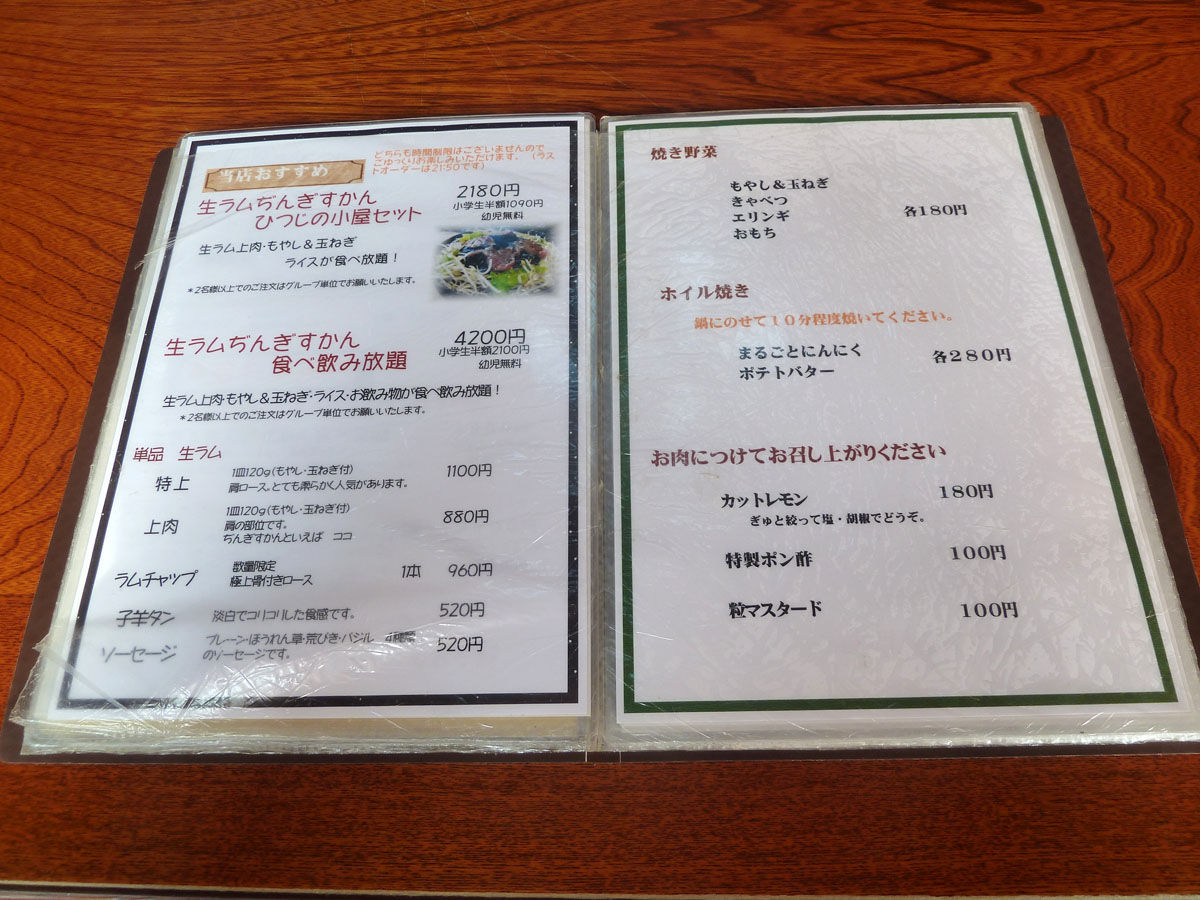 当店おすすめ
どちらも時間制限はございませんので
ごゆっくりお楽しみいただけます。（ラス
トオーダーは21:50です）
生ラムぢんぎすかん
ひつじの小屋セット
2180円
小学生半額1090円
幼児無料
生ラム上肉・もやし＆玉ねぎ
ライスが食べ放題！
＊2名様以上でのご注文はグループ単位でお願いいたします。
生ラムぢんぎすかん
食べ飲み放題
4200円
小学生半額2100円
幼児無料
生ラム上肉・もやし＆玉ねぎ・ライス・お飲み物が食べ飲み放題！
＊2名様以上でのご注文はグループ単位でお願いいたします。
単品 生ラム
特上 1皿120g（もやし・玉ねぎ付） 1100円
肩ロース。とても柔らかく人気があります。
上肉 1皿120g（もやし・玉ねぎ付） 880円
肩の部位です。
ぢんぎすかんといえば ココ
ラムチャップ 数量限定 1本 960円
極上骨付きロース
子羊タン 淡白でコリコリした食感です。 520円
ソーセージ プレーン・ほうれん草・荒びき・バジル 4種類 520円
のソーセージです。
焼き野菜
もやし＆玉ねぎ
きゃべつ
エリンギ 各180円
おもち
ホイル焼き
鍋にのせて１０分程度焼いてください。
まるごとにんにく 各280円
ポテトバター
お肉につけてお召し上がりください
カットレモン 180円
ぎゅと絞って塩・胡椒でどうぞ。
特製ポン酢 100円
粒マスタード 100円